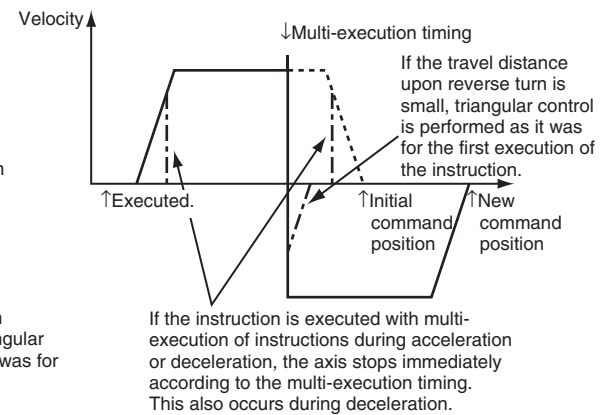 Velocity
↓Multi-execution timing
If the travel distance
upon reverse turn is
small, triangular control
is performed as it was
for the first execution of
the instruction.
n
↑Executed.
↑Initial
command
position
↑New
command
position
n
ngular
was for
If the instruction is executed with multi-
execution of instructions during acceleration
or deceleration, the axis stops immediately
according to the multi-execution timing.
This also occurs during deceleration.